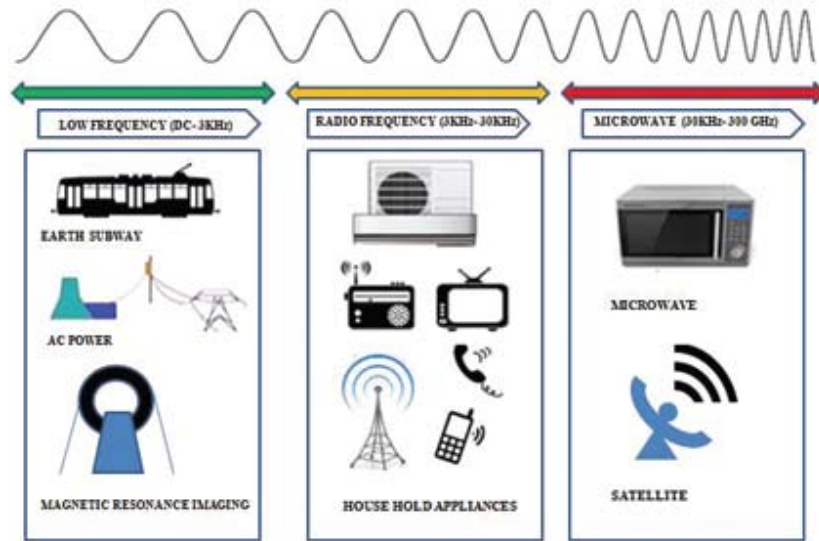 LOW FREQUENCY (DC- 3KHz)
RADIO FREQUENCY (3KHz- 30KHz)
MICROWAVE (30KHz- 300 GHz)
EARTH SUBWAY
AC POWER
MAGNETIC RESONANCE IMAGING
HOUSE HOLD APPLIANCES
MICROWAVE
SATELLITE